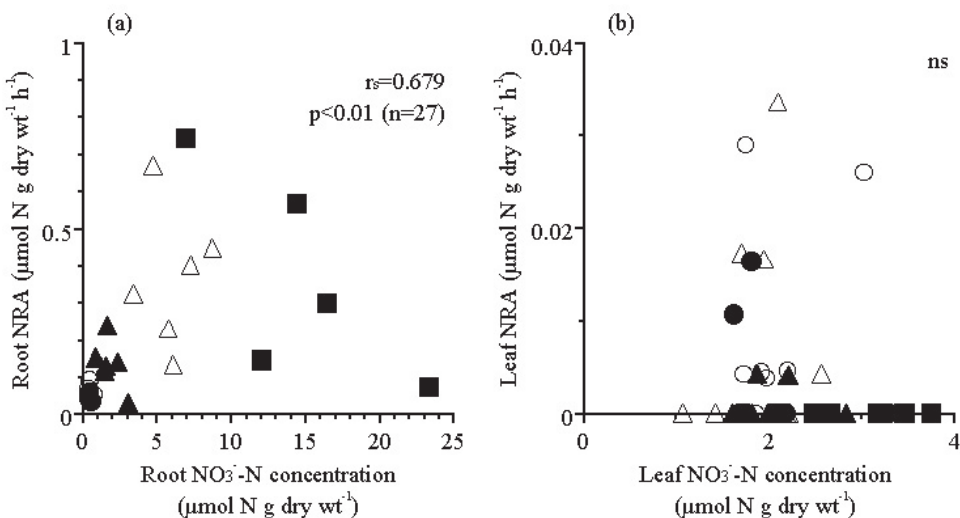 (a)
1
0.5
0
Root NRA (µmol N g dry wt⁻¹ h⁻¹)
rs=0.679
p<0.01 (n=27)
0 5 10 15 20 25
Root NO₃⁻-N concentration
(µmol N g dry wt⁻¹)
(b)
0.04
0.02
0
Leaf NRA (µmol N g dry wt⁻¹ h⁻¹)
ns
0 2 4
Leaf NO₃⁻-N concentration
(µmol N g dry wt⁻¹)